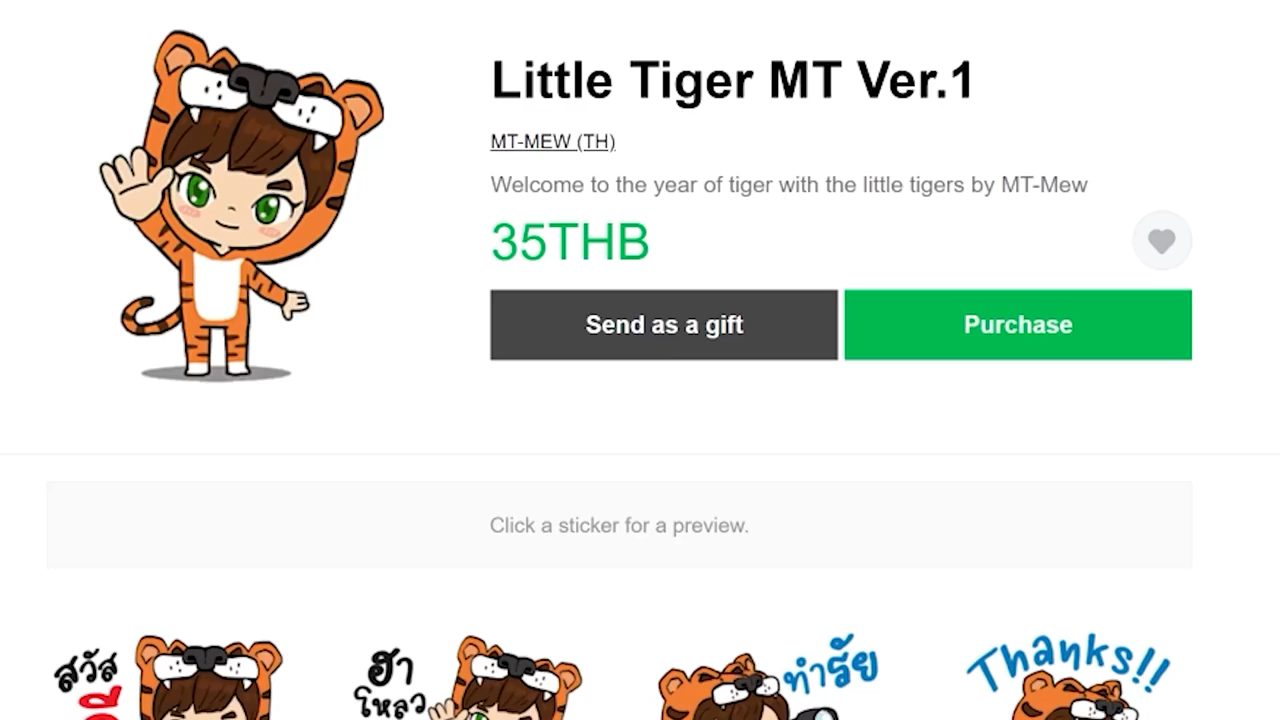 Little Tiger MT Ver.1
MT-MEW (TH)
Welcome to the year of tiger with the little tigers by MT-Mew
35THB
Send as a gift
Purchase
Click a sticker for a preview.
สวัส
ฮา
โหลว
ทำรัย
Thanks!!